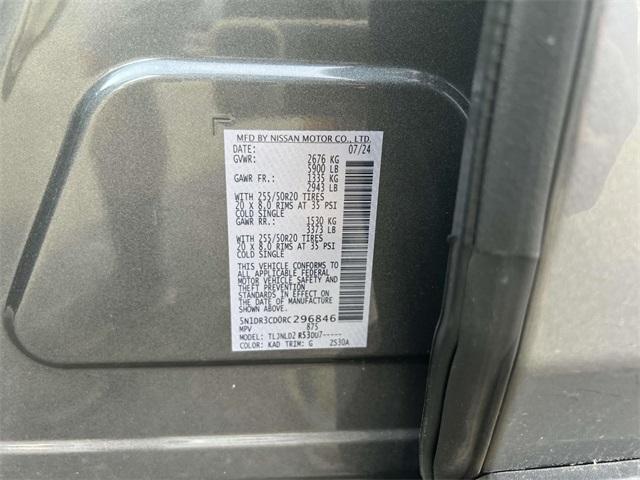 MFD BY NISSAN MOTOR CO., LTD.
DATE: 07/24
GVWR: 2676 KG
5900 LB
GAWR FR.: 1335 KG
2943 LB
WITH 255/50R20 TIRES
20 x 8.0 RIMS AT 35 PSI
COLD SINGLE
GAWR RR.: 1530 KG
3373 LB
WITH 255/50R20 TIRES
20 x 8.0 RIMS AT 35 PSI
COLD SINGLE
THIS VEHICLE CONFORMS TO
ALL APPLICABLE FEDERAL
MOTOR VEHICLE SAFETY AND
THEFT PREVENTION
STANDARDS IN EFFECT ON
THE DATE OF MANUFACTURE
SHOWN ABOVE.
5N1DR3CD0RC296846
MPV 875
MODEL: TLJNLDZ R530U7-----
COLOR: KAD TRIM: G ZS30A